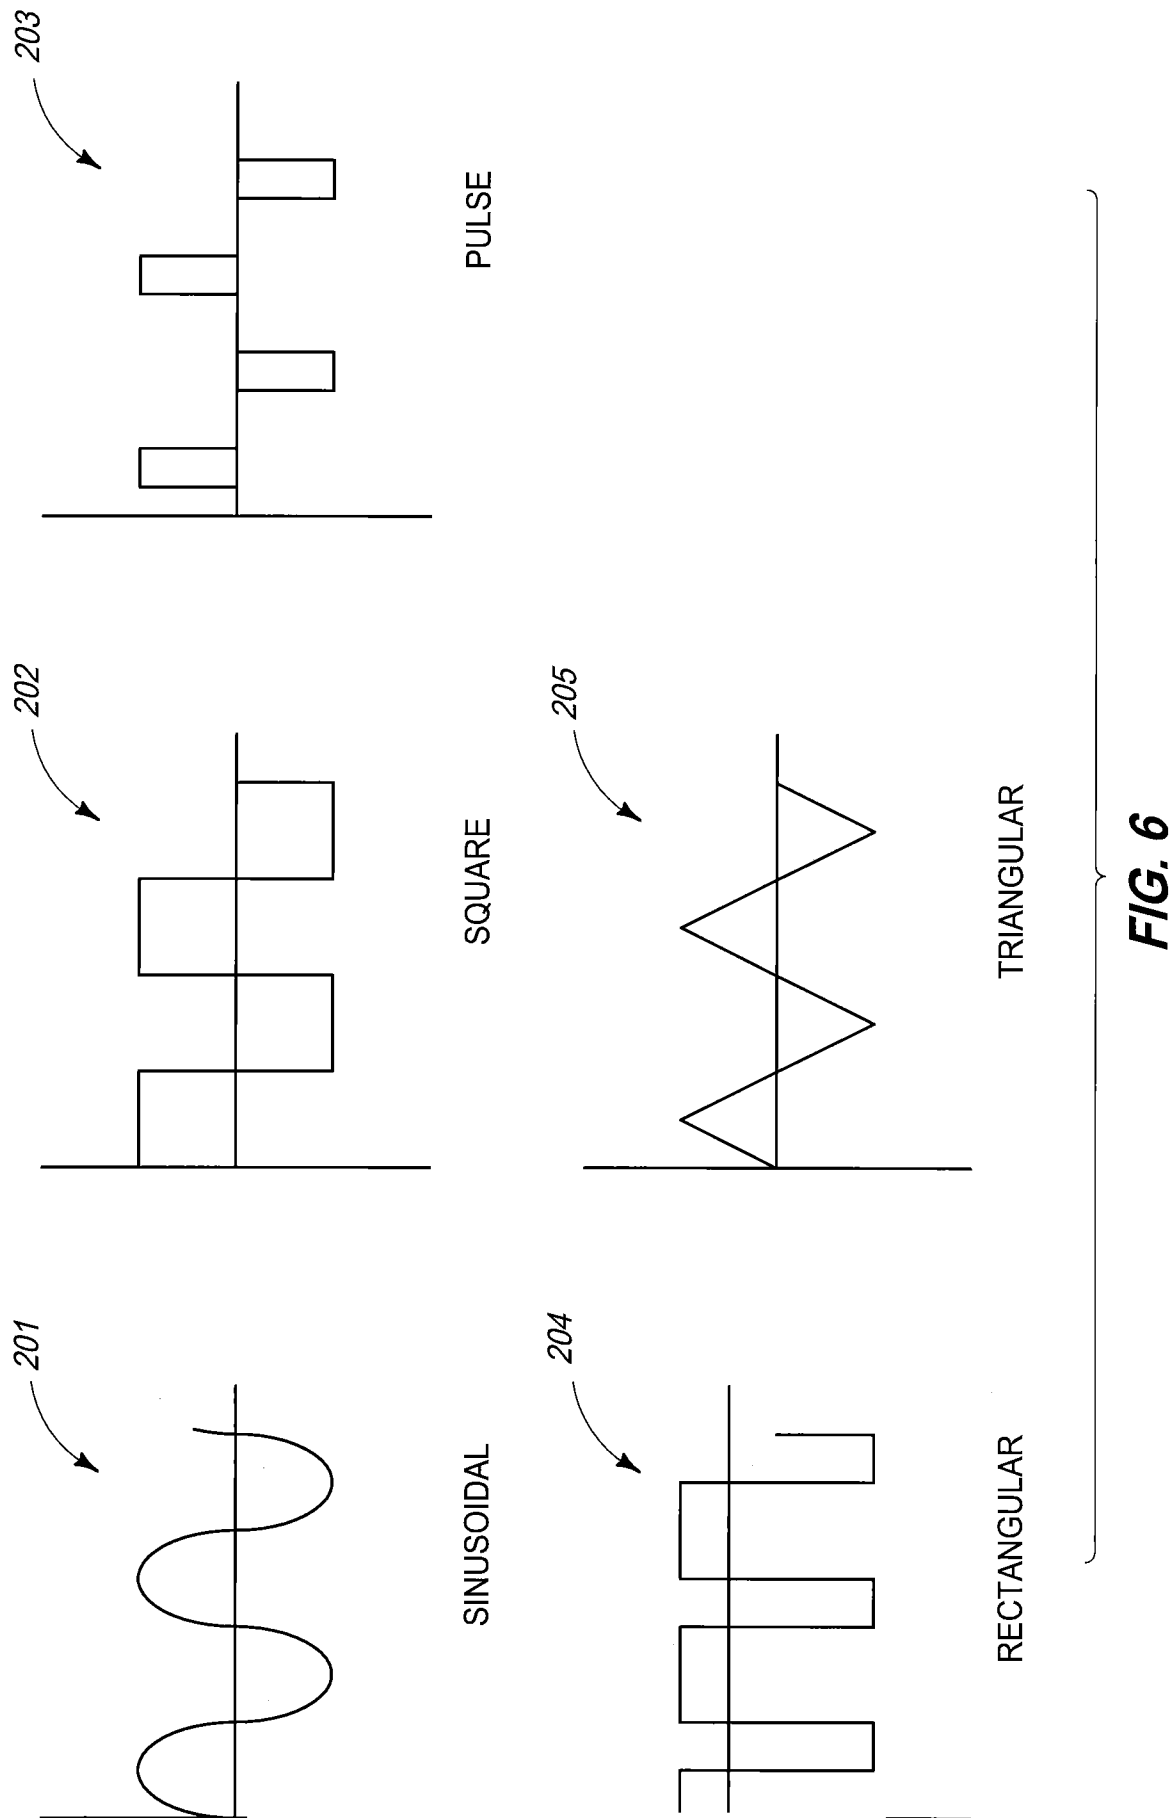 201
SINUSOIDAL
202
SQUARE
203
PULSE
204
RECTANGULAR
205
TRIANGULAR
FIG. 6